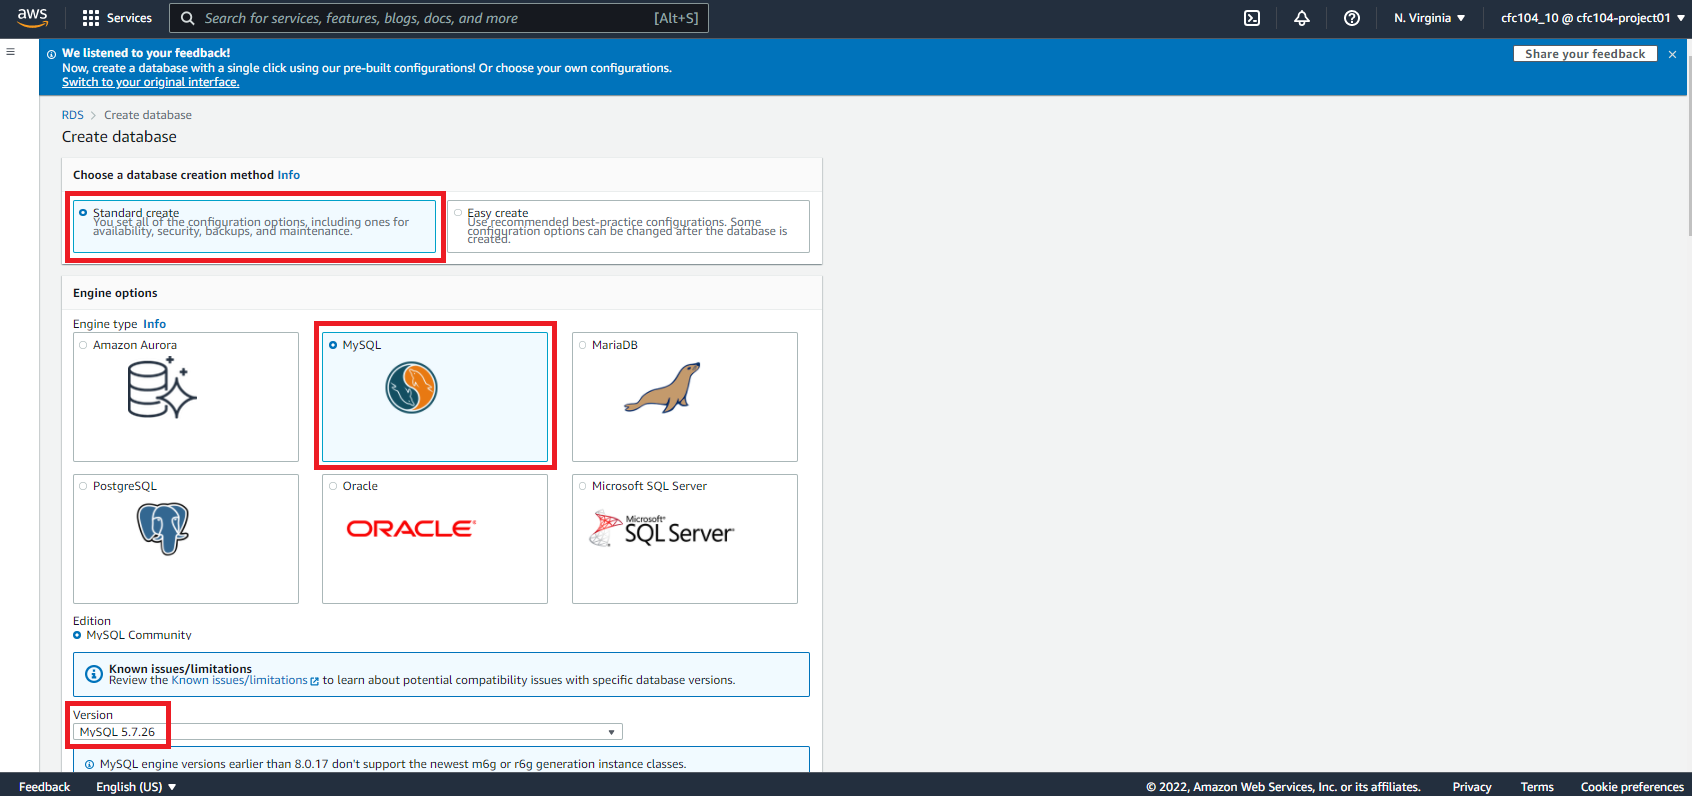 aws Services Search for services, features, blogs, docs, and more [Alt+S] N. Virginia cfc104_10 @ cfc104-project01
We listened to your feedback!
Now, create a database with a single click using our pre-built configurations! Or choose your own configurations.
Switch to your original interface.
Share your feedback
RDS > Create database
Create database
Choose a database creation method Info
Standard create
You set all of the configuration options, including ones for
availability, security, backups, and maintenance.
Easy create
Use recommended best-practice configurations. Some
configuration options can be changed after the database is
created.
Engine options
Engine type Info
Amazon Aurora
MySQL
MariaDB
PostgreSQL
Oracle
ORACLE
Microsoft SQL Server
Microsoft
SQL Server
Edition
MySQL Community
Known issues/limitations
Review the Known issues/limitations to learn about potential compatibility issues with specific database versions.
Version
MySQL 5.7.26
MySQL engine versions earlier than 8.0.17 don't support the newest m6g or r6g generation instance classes.
Feedback English (US) © 2022, Amazon Web Services, Inc. or its affiliates. Privacy Terms Cookie preferences